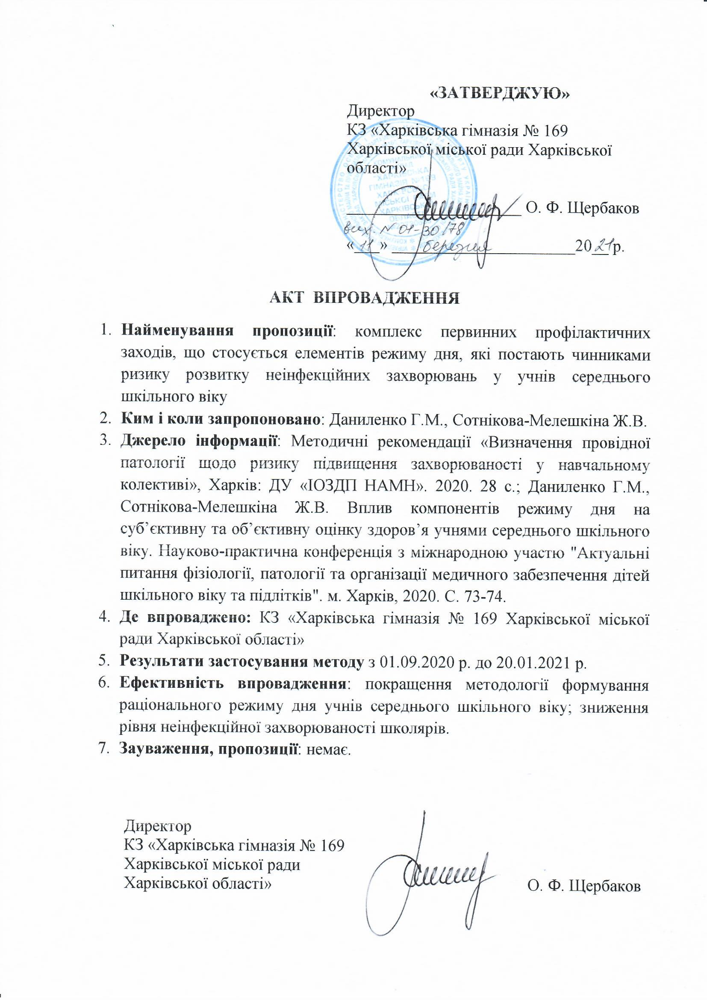 «ЗАТВЕРДЖУЮ»
Директор
КЗ «Харківська гімназія № 169
Харківської міської ради Харківської
області»
О. Ф. Щербаков
вих. № 01-30/78
«11» березня 2021р.
АКТ ВПРОВАДЖЕННЯ
1. Найменування пропозиції: комплекс первинних профілактичних
заходів, що стосується елементів режиму дня, які постають чинниками
ризику розвитку неінфекційних захворювань у учнів середнього
шкільного віку
2. Ким і коли запропоновано: Даниленко Г.М., Сотнікова-Мелешкіна Ж.В.
3. Джерело інформації: Методичні рекомендації «Визначення провідної
патології щодо ризику підвищення захворюваності у навчальному
колективі», Харків: ДУ «ІОЗДП НАМН». 2020. 28 с.; Даниленко Г.М.,
Сотнікова-Мелешкіна Ж.В. Вплив компонентів режиму дня на
суб’єктивну та об’єктивну оцінку здоров’я учнями середнього шкільного
віку. Науково-практична конференція з міжнародною участю "Актуальні
питання фізіології, патології та організації медичного забезпечення дітей
шкільного віку та підлітків". м. Харків, 2020. С. 73-74.
4. Де впроваджено: КЗ «Харківська гімназія № 169 Харківської міської
ради Харківської області»
5. Результати застосування методу з 01.09.2020 р. до 20.01.2021 р.
6. Ефективність впровадження: покращення методології формування
раціонального режиму дня учнів середнього шкільного віку; зниження
рівня неінфекційної захворюваності школярів.
7. Зауваження, пропозиції: немає.
Директор
КЗ «Харківська гімназія № 169
Харківської міської ради
Харківської області»
О. Ф. Щербаков